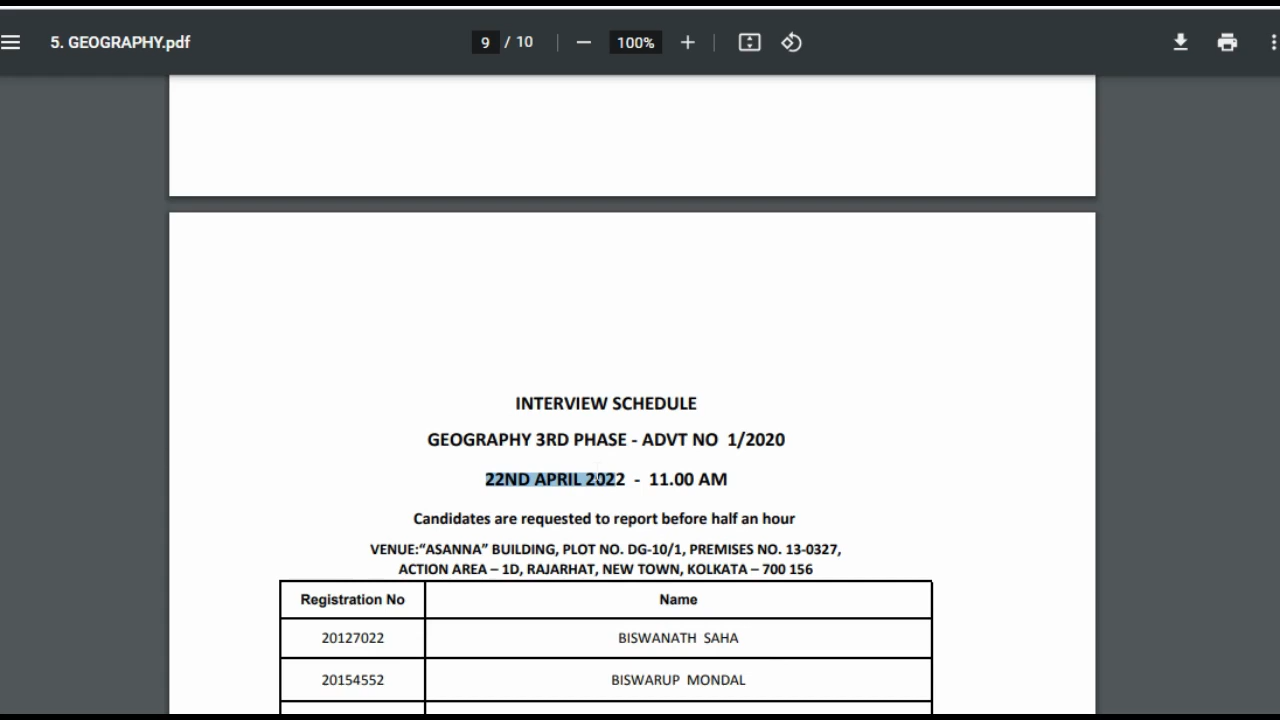 5. GEOGRAPHY.pdf
9 / 10
100%
INTERVIEW SCHEDULE
GEOGRAPHY 3RD PHASE - ADVT NO 1/2020
22ND APRIL 2022 - 11.00 AM
Candidates are requested to report before half an hour
VENUE:“ASANNA” BUILDING, PLOT NO. DG-10/1, PREMISES NO. 13-0327,
ACTION AREA – 1D, RAJARHAT, NEW TOWN, KOLKATA – 700 156
Registration No Name
20127022 BISWANATH SAHA
20154552 BISWARUP MONDAL